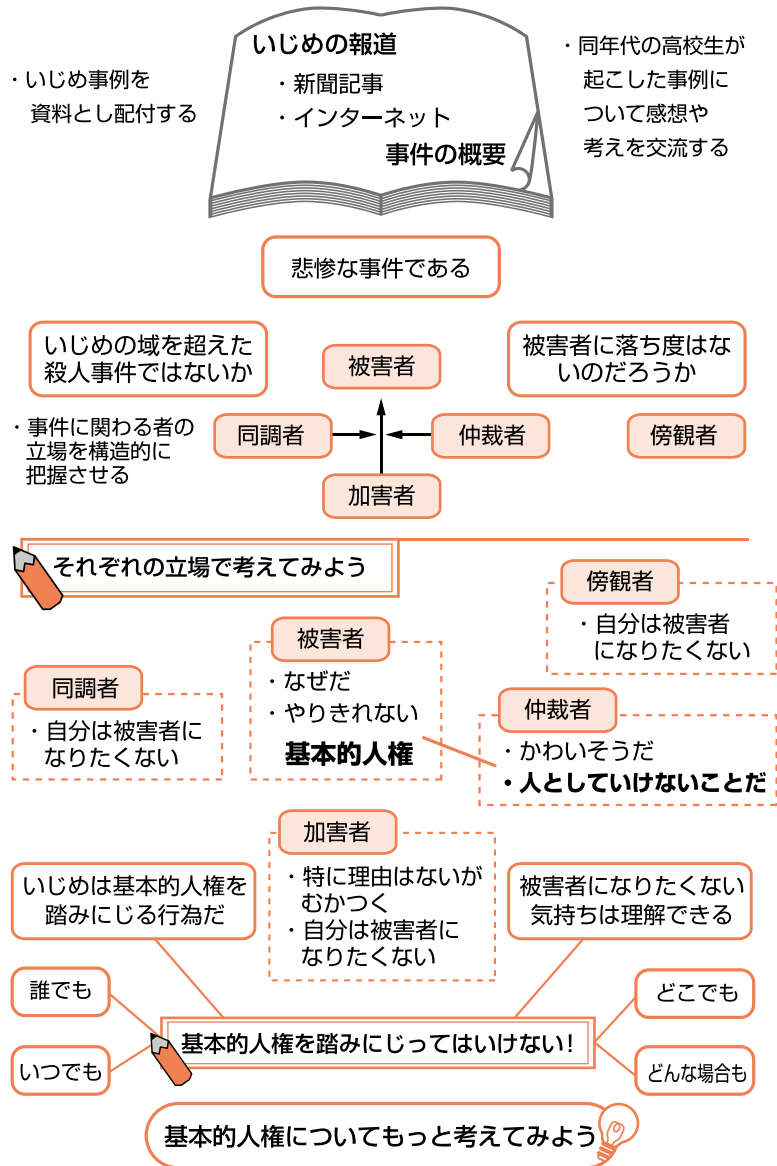 いじめの報道
・新聞記事
・インターネット
事件の概要
・いじめ事例を
資料とし配付する
・同年代の高校生が
起こした事例に
ついて感想や
考えを交流する
悲惨な事件である
いじめの域を超えた
殺人事件ではないか
被害者
被害者に落ち度はな
いのだろうか
・事件に関わる者の
立場を構造的に
把握させる
同調者
仲裁者
傍観者
加害者
それぞれの立場で考えてみよう
傍観者
・自分は被害者
になりたくない
被害者
・なぜだ
・やりきれない
基本的人権
同調者
・自分は被害者に
なりたくない
仲裁者
・かわいそうだ
・人としていけないことだ
加害者
・特に理由はないが
むかつく
・自分は被害者に
なりたくない
いじめは基本的人権を
踏みにじる行為だ
被害者になりたくない
気持ちは理解できる
誰でも
どこでも
基本的人権を踏みにじってはいけない！
いつでも
どんな場合も
基本的人権についてもっと考えてみよう